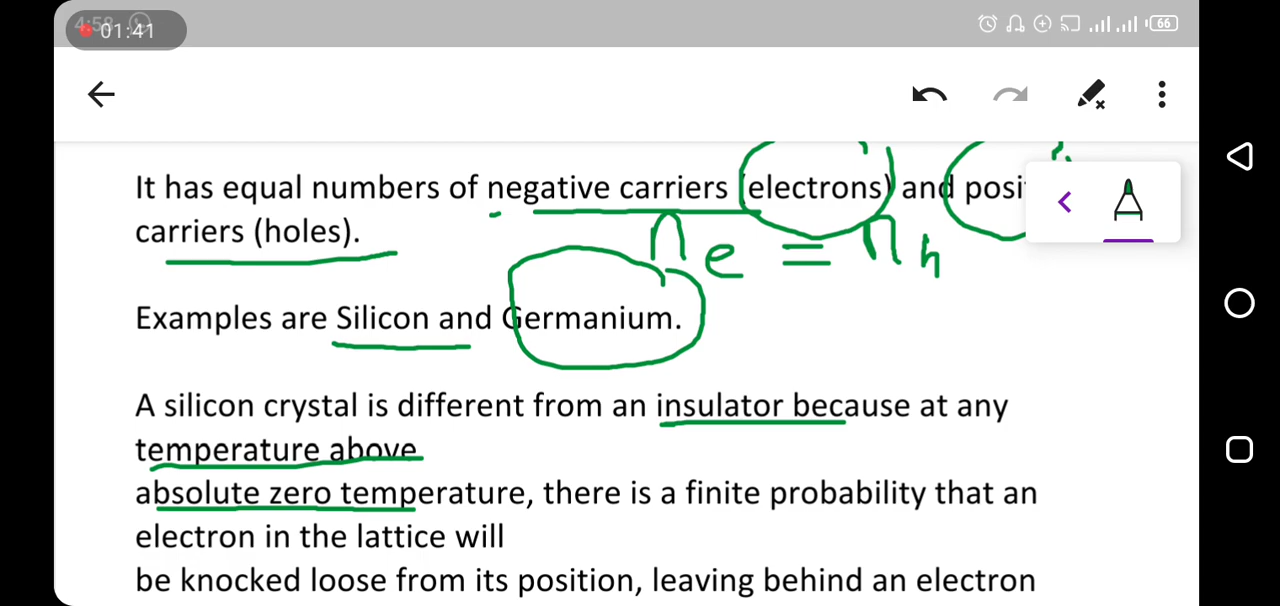 01:41
66
It has equal numbers of negative carriers (electrons) and posi
carriers (holes).
ne = nh
Examples are Silicon and Germanium.
A silicon crystal is different from an insulator because at any
temperature above
absolute zero temperature, there is a finite probability that an
electron in the lattice will
be knocked loose from its position, leaving behind an electron